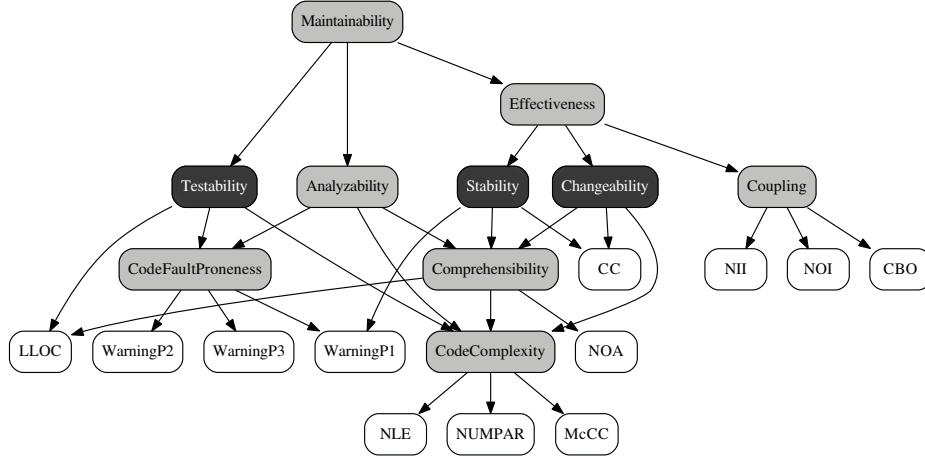 Maintainability
Effectiveness
Testability
Analyzability
Stability
Changeability
Coupling
CodeFaultProneness
Comprehensibility
CC
NII
NOI
CBO
LLOC
WarningP2
WarningP3
WarningP1
CodeComplexity
NOA
NLE
NUMPAR
McCC